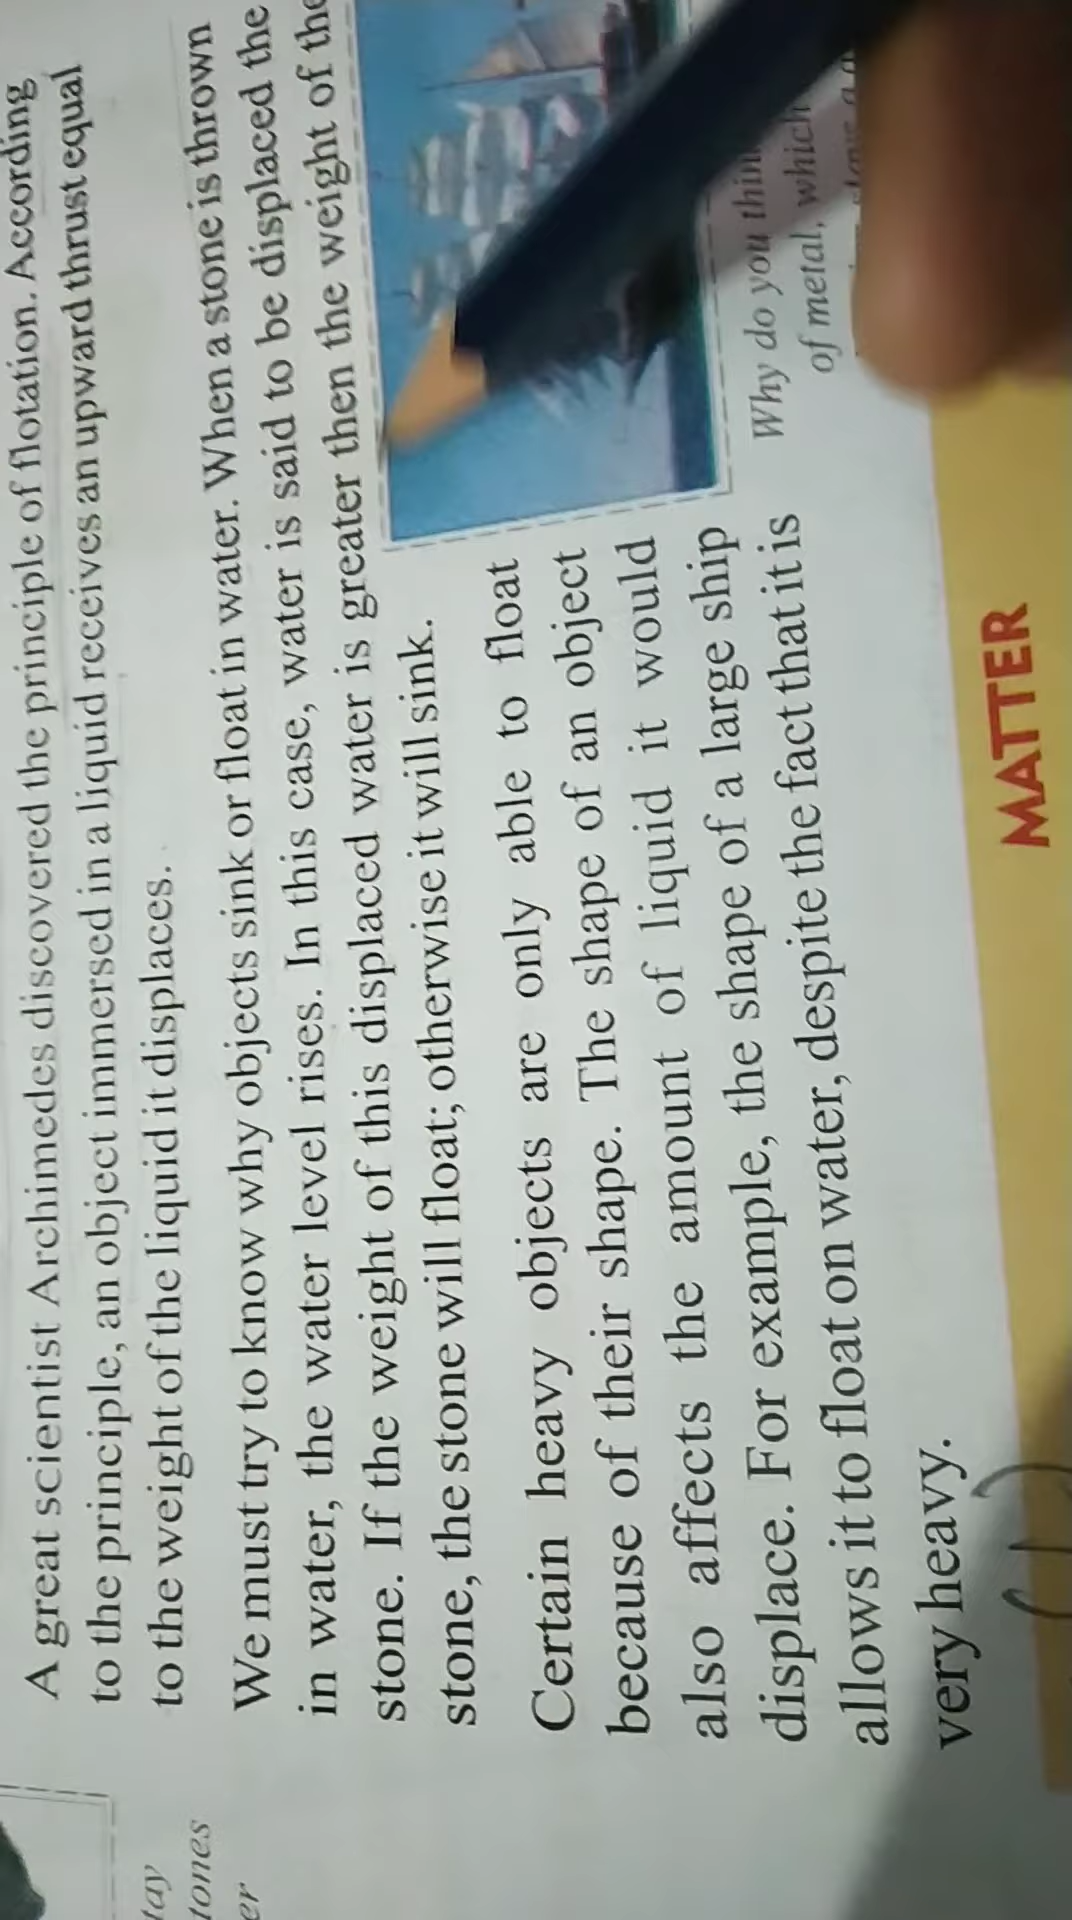 A great scientist Archimedes discovered the principle of flotation. According
to the principle, an object immersed in a liquid receives an upward thrust equal
to the weight of the liquid it displaces.
We must try to know why objects sink or float in water. When a stone is thrown
in water, the water level rises. In this case, water is said to be displaced the
stone. If the weight of this displaced water is greater then the weight of the
stone, the stone will float; otherwise it will sink.
Certain heavy objects are only able to float
because of their shape. The shape of an object
also affects the amount of liquid it would
displace. For example, the shape of a large ship
allows it to float on water, despite the fact that it is
very heavy.
Why do you
of metal, which
MATTER
tay
tones
er